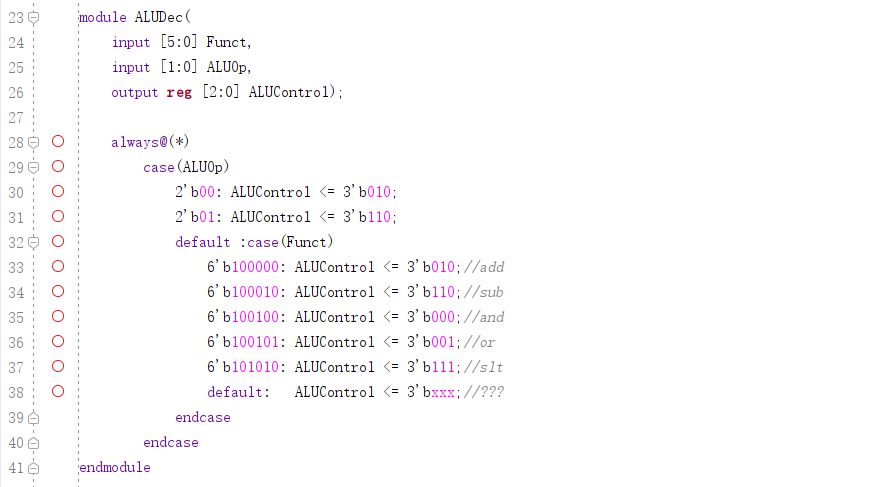 23 module ALUDec(
24 input [5:0] Funct,
25 input [1:0] ALUOp,
26 output reg [2:0] ALUControl);
27
28 always@(*)
29 case(ALUOp)
30 2'b00: ALUControl <= 3'b010;
31 2'b01: ALUControl <= 3'b110;
32 default :case(Funct)
33 6'b100000: ALUControl <= 3'b010;//add
34 6'b100010: ALUControl <= 3'b110;//sub
35 6'b100100: ALUControl <= 3'b000;//and
36 6'b100101: ALUControl <= 3'b001;//or
37 6'b101010: ALUControl <= 3'b111;//slt
38 default: ALUControl <= 3'bxxx;//???
39 endcase
40 endcase
41 endmodule